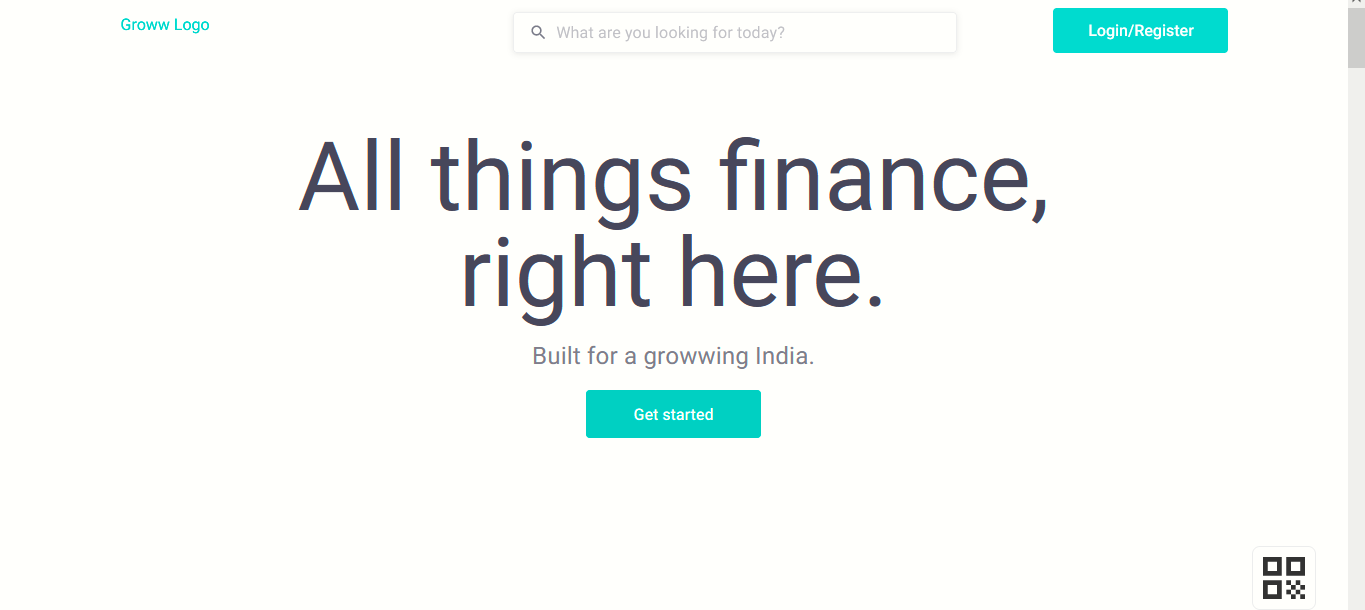 Groww Logo
What are you looking for today?
Login/Register
All things finance,
right here.
Built for a growwing India.
Get started